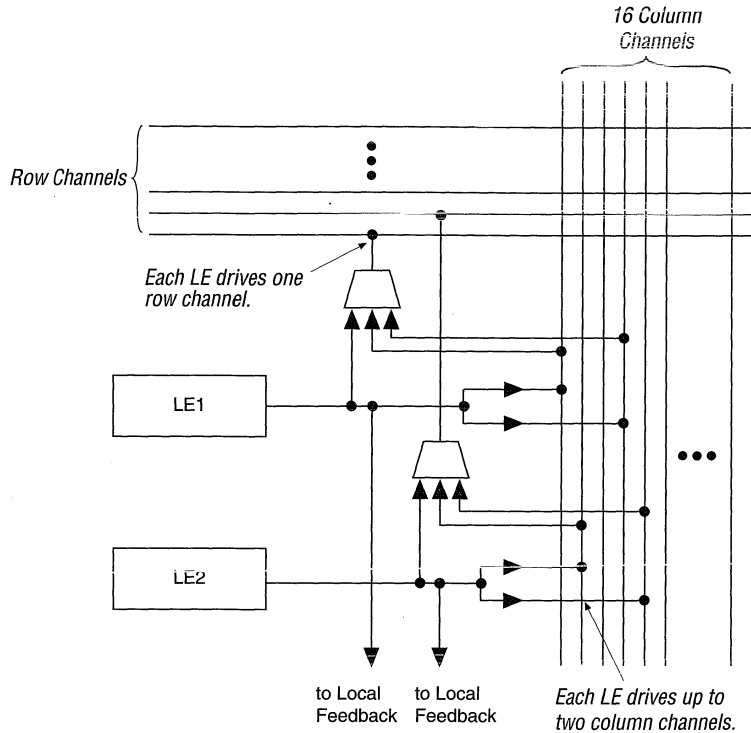 16 Column
Channels
Row Channels
Each LE drives one
row channel.
LE1
LE2
to Local
Feedback
to Local
Feedback
Each LE drives up to
two column channels.